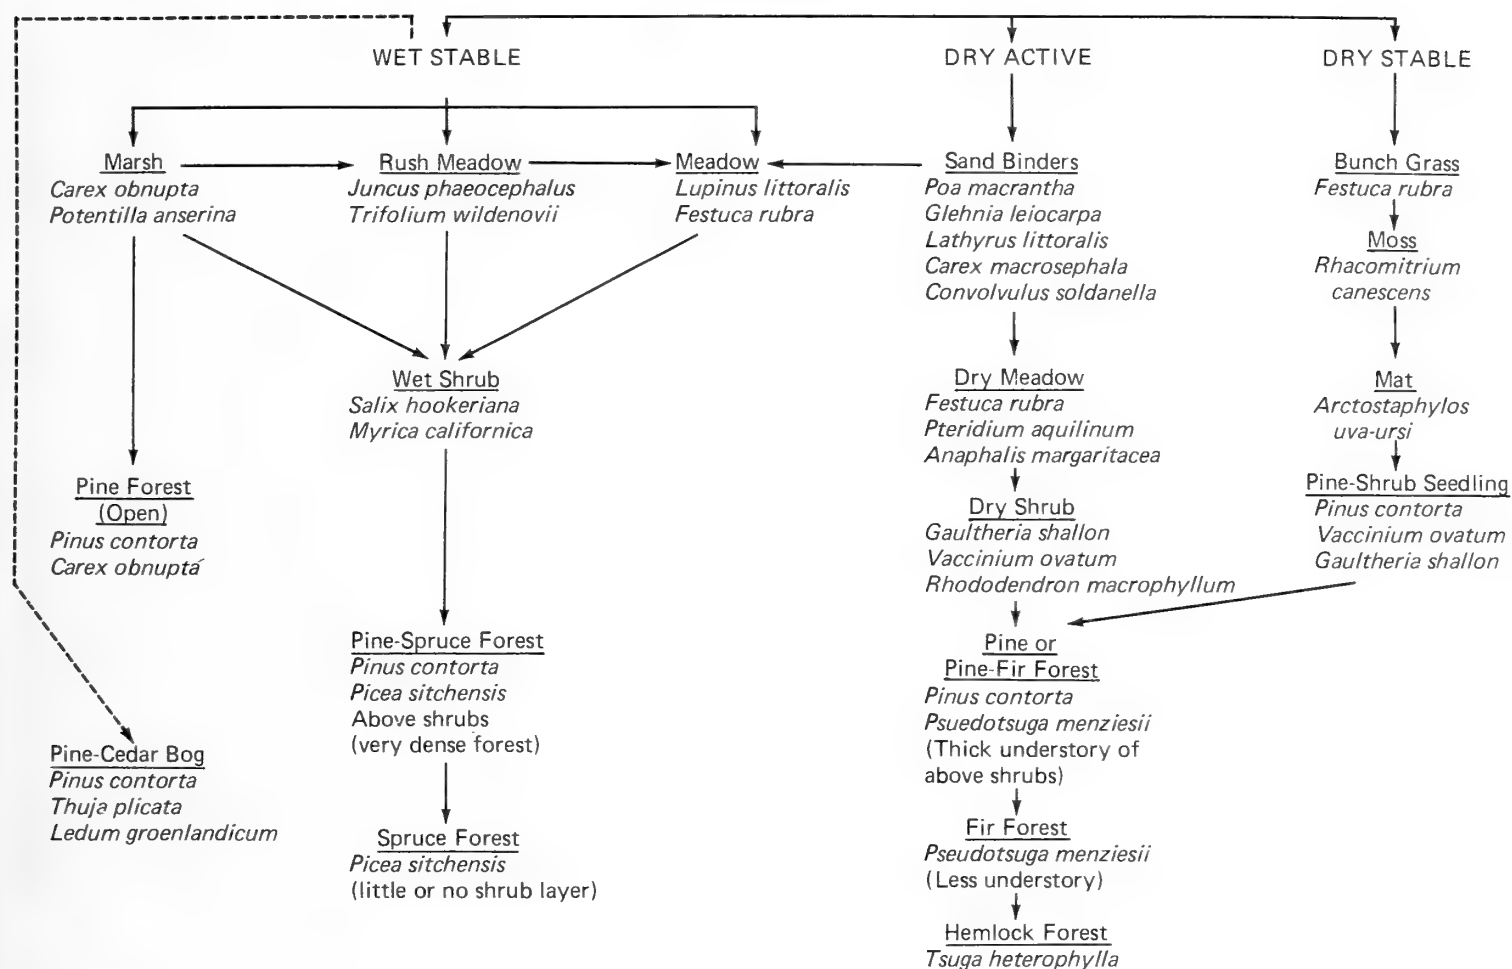 WET STABLE
DRY ACTIVE
DRY STABLE
Marsh
Carex obnupta
Potentilla anserina
Rush Meadow
Juncus phaeocephalus
Trifolium wildenovii
Meadow
Lupinus littoralis
Festuca rubra
Sand Binders
Poa macrantha
Glehnia leiocarpa
Lathyrus littoralis
Carex macrosephala
Convolvulus soldanella
Bunch Grass
Festuca rubra
Moss
Rhacomitrium
canescens
Wet Shrub
Salix hookeriana
Myrica californica
Dry Meadow
Festuca rubra
Pteridium aquilinum
Anaphalis margaritacea
Mat
Arctostaphylos
uva-ursi
Pine Forest
(Open)
Pinus contorta
Carex obnupta
Dry Shrub
Gaultheria shallon
Vaccinium ovatum
Rhododendron macrophyllum
Pine-Shrub Seedling
Pinus contorta
Vaccinium ovatum
Gaultheria shallon
Pine-Spruce Forest
Pinus contorta
Picea sitchensis
Above shrubs
(very dense forest)
Pine or
Pine-Fir Forest
Pinus contorta
Psuedotsuga menziesii
(Thick understory of
above shrubs)
Pine-Cedar Bog
Pinus contorta
Thuja plicata
Ledum groenlandicum
Spruce Forest
Picea sitchensis
(little or no shrub layer)
Fir Forest
Pseudotsuga menziesii
(Less understory)
Hemlock Forest
Tsuga heterophylla